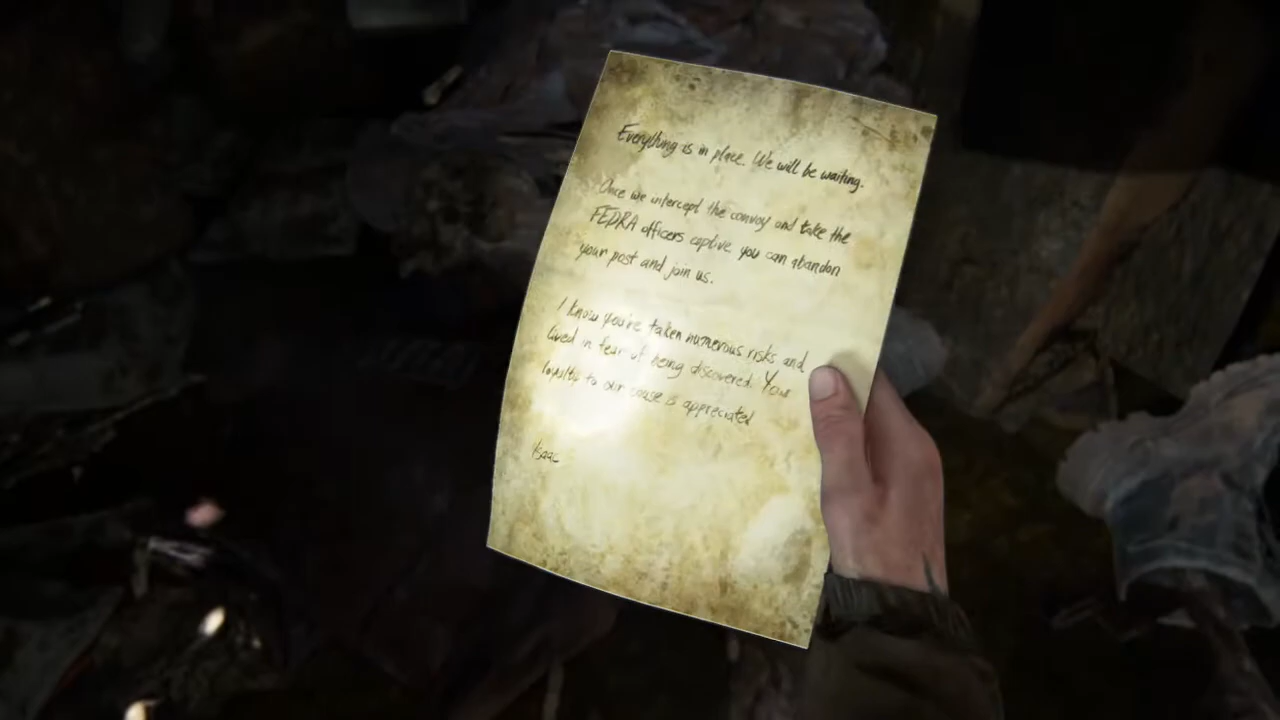 Everything is in place. We will be waiting.
Once we intercept the convoy and take the
FEDRA officers captive you can abandon
your post and join us.
I know you've taken numerous risks and
lived in fear of being discovered. Your
loyalty to our cause is appreciated
Isaac